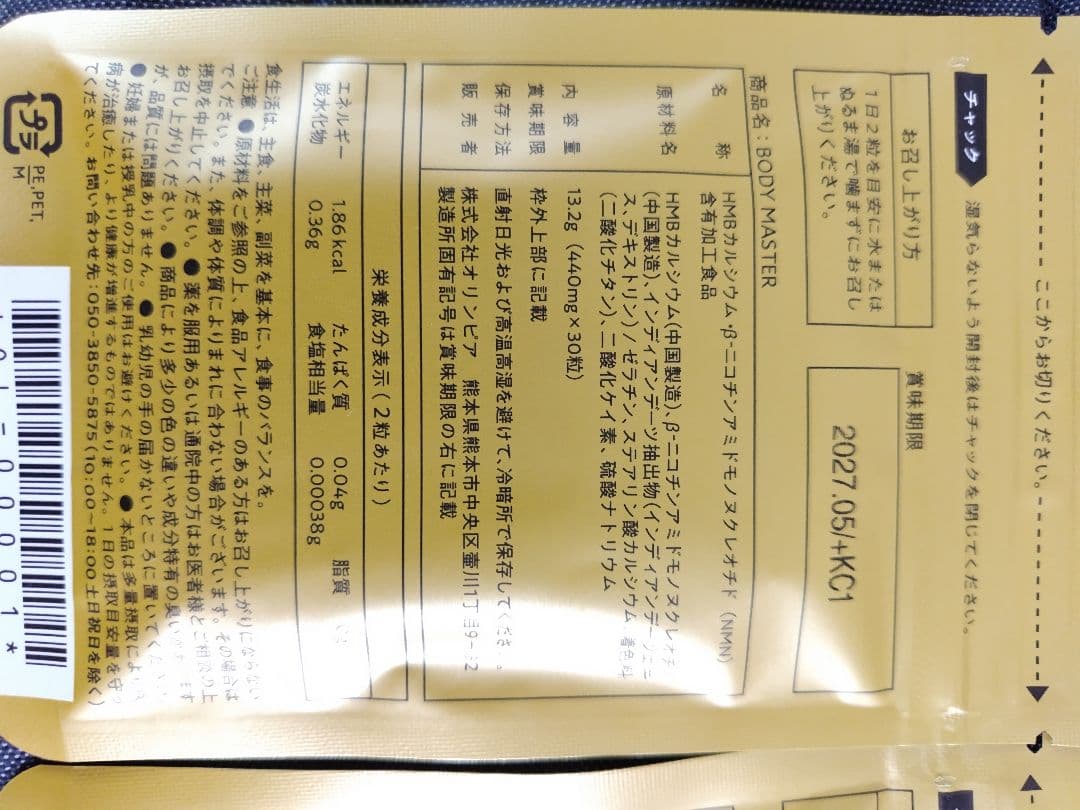 ここからお切りください。
チャック 湿気らないよう開封後はチャックを閉じてください。
お召し上がり方
1日2粒を目安に水または
ぬるま湯で噛まずにお召し
上がりください。
賞味期限
2027.05/+KC1
商品名:BODY MASTER
名称 HMBカルシウム・β-ニコチンアミドモノヌクレオチド(NMN)
含有加工食品
原材料名 HMBカルシウム(中国製造)、β-ニコチンアミドモノヌクレオチド
(中国製造)、インディアンデーツ抽出物(インディアンデーツエキ
ス、デキストリン)/ゼラチン、ステアリン酸カルシウム、着色料
(二酸化チタン)、二酸化ケイ素、硫酸ナトリウム
内容量 13.2g(440mg×30粒)
賞味期限 枠外上部に記載
保存方法 直射日光および高温高湿を避けて、冷暗所で保存してください。
販売者 株式会社オリンピア 熊本県熊本市中央区壷川1丁目9-
製造所固有記号は賞味期限の右に記載
栄養成分表示(2粒あたり)
エネルギー 1.86kcal たんぱく質 0.04g 脂質
炭水化物 0.36g 食塩相当量 0.00038g
食生活は、主食、主菜、副菜を基本に、食事のバランスを。
ご注意 ●原材料をご参照の上、食品アレルギーのある方はお召し上がりにならない
でください。また、体調や体質によりまれに合わない場合がございます。その場合は
摂取を中止してください。●薬を服用あるいは通院中の方はお医者様とご相談の上
お召し上がりください。●商品により多少の色の違いや成分特有の臭いがあります
が、品質には問題ありません。●乳幼児の手の届かないところに置いてください。
●妊婦または授乳中の方のご使用はお避けください。●本品は多量摂取により疾
病が治癒したり、より健康が増進するものではありません。1日の摂取目安量を守っ
てください。お問い合わせ先:050-3850-5875(10:00~18:00 土日祝日を除く)
プラ
PE,PET,
M